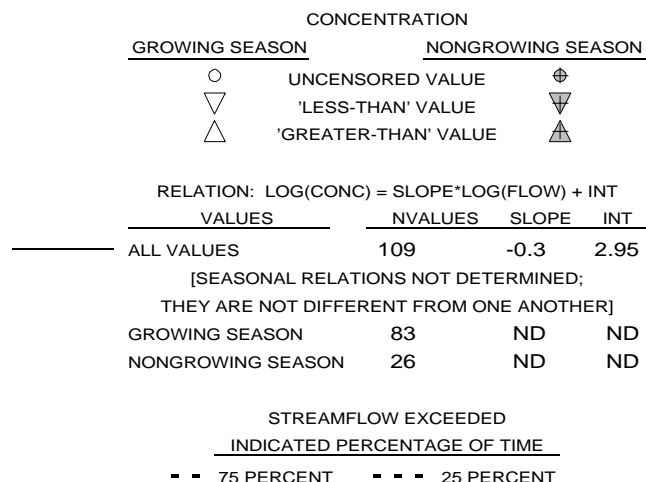 CONCENTRATION
GROWING SEASON NONGROWING SEASON
UNCENSORED VALUE
'LESS-THAN' VALUE
'GREATER-THAN' VALUE
RELATION: LOG(CONC) = SLOPE*LOG(FLOW) + INT
VALUES NVALUES SLOPE INT
ALL VALUES 109 -0.3 2.95
[SEASONAL RELATIONS NOT DETERMINED;
THEY ARE NOT DIFFERENT FROM ONE ANOTHER]
GROWING SEASON 83 ND ND
NONGROWING SEASON 26 ND ND
STREAMFLOW EXCEEDED
INDICATED PERCENTAGE OF TIME
75 PERCENT 25 PERCENT